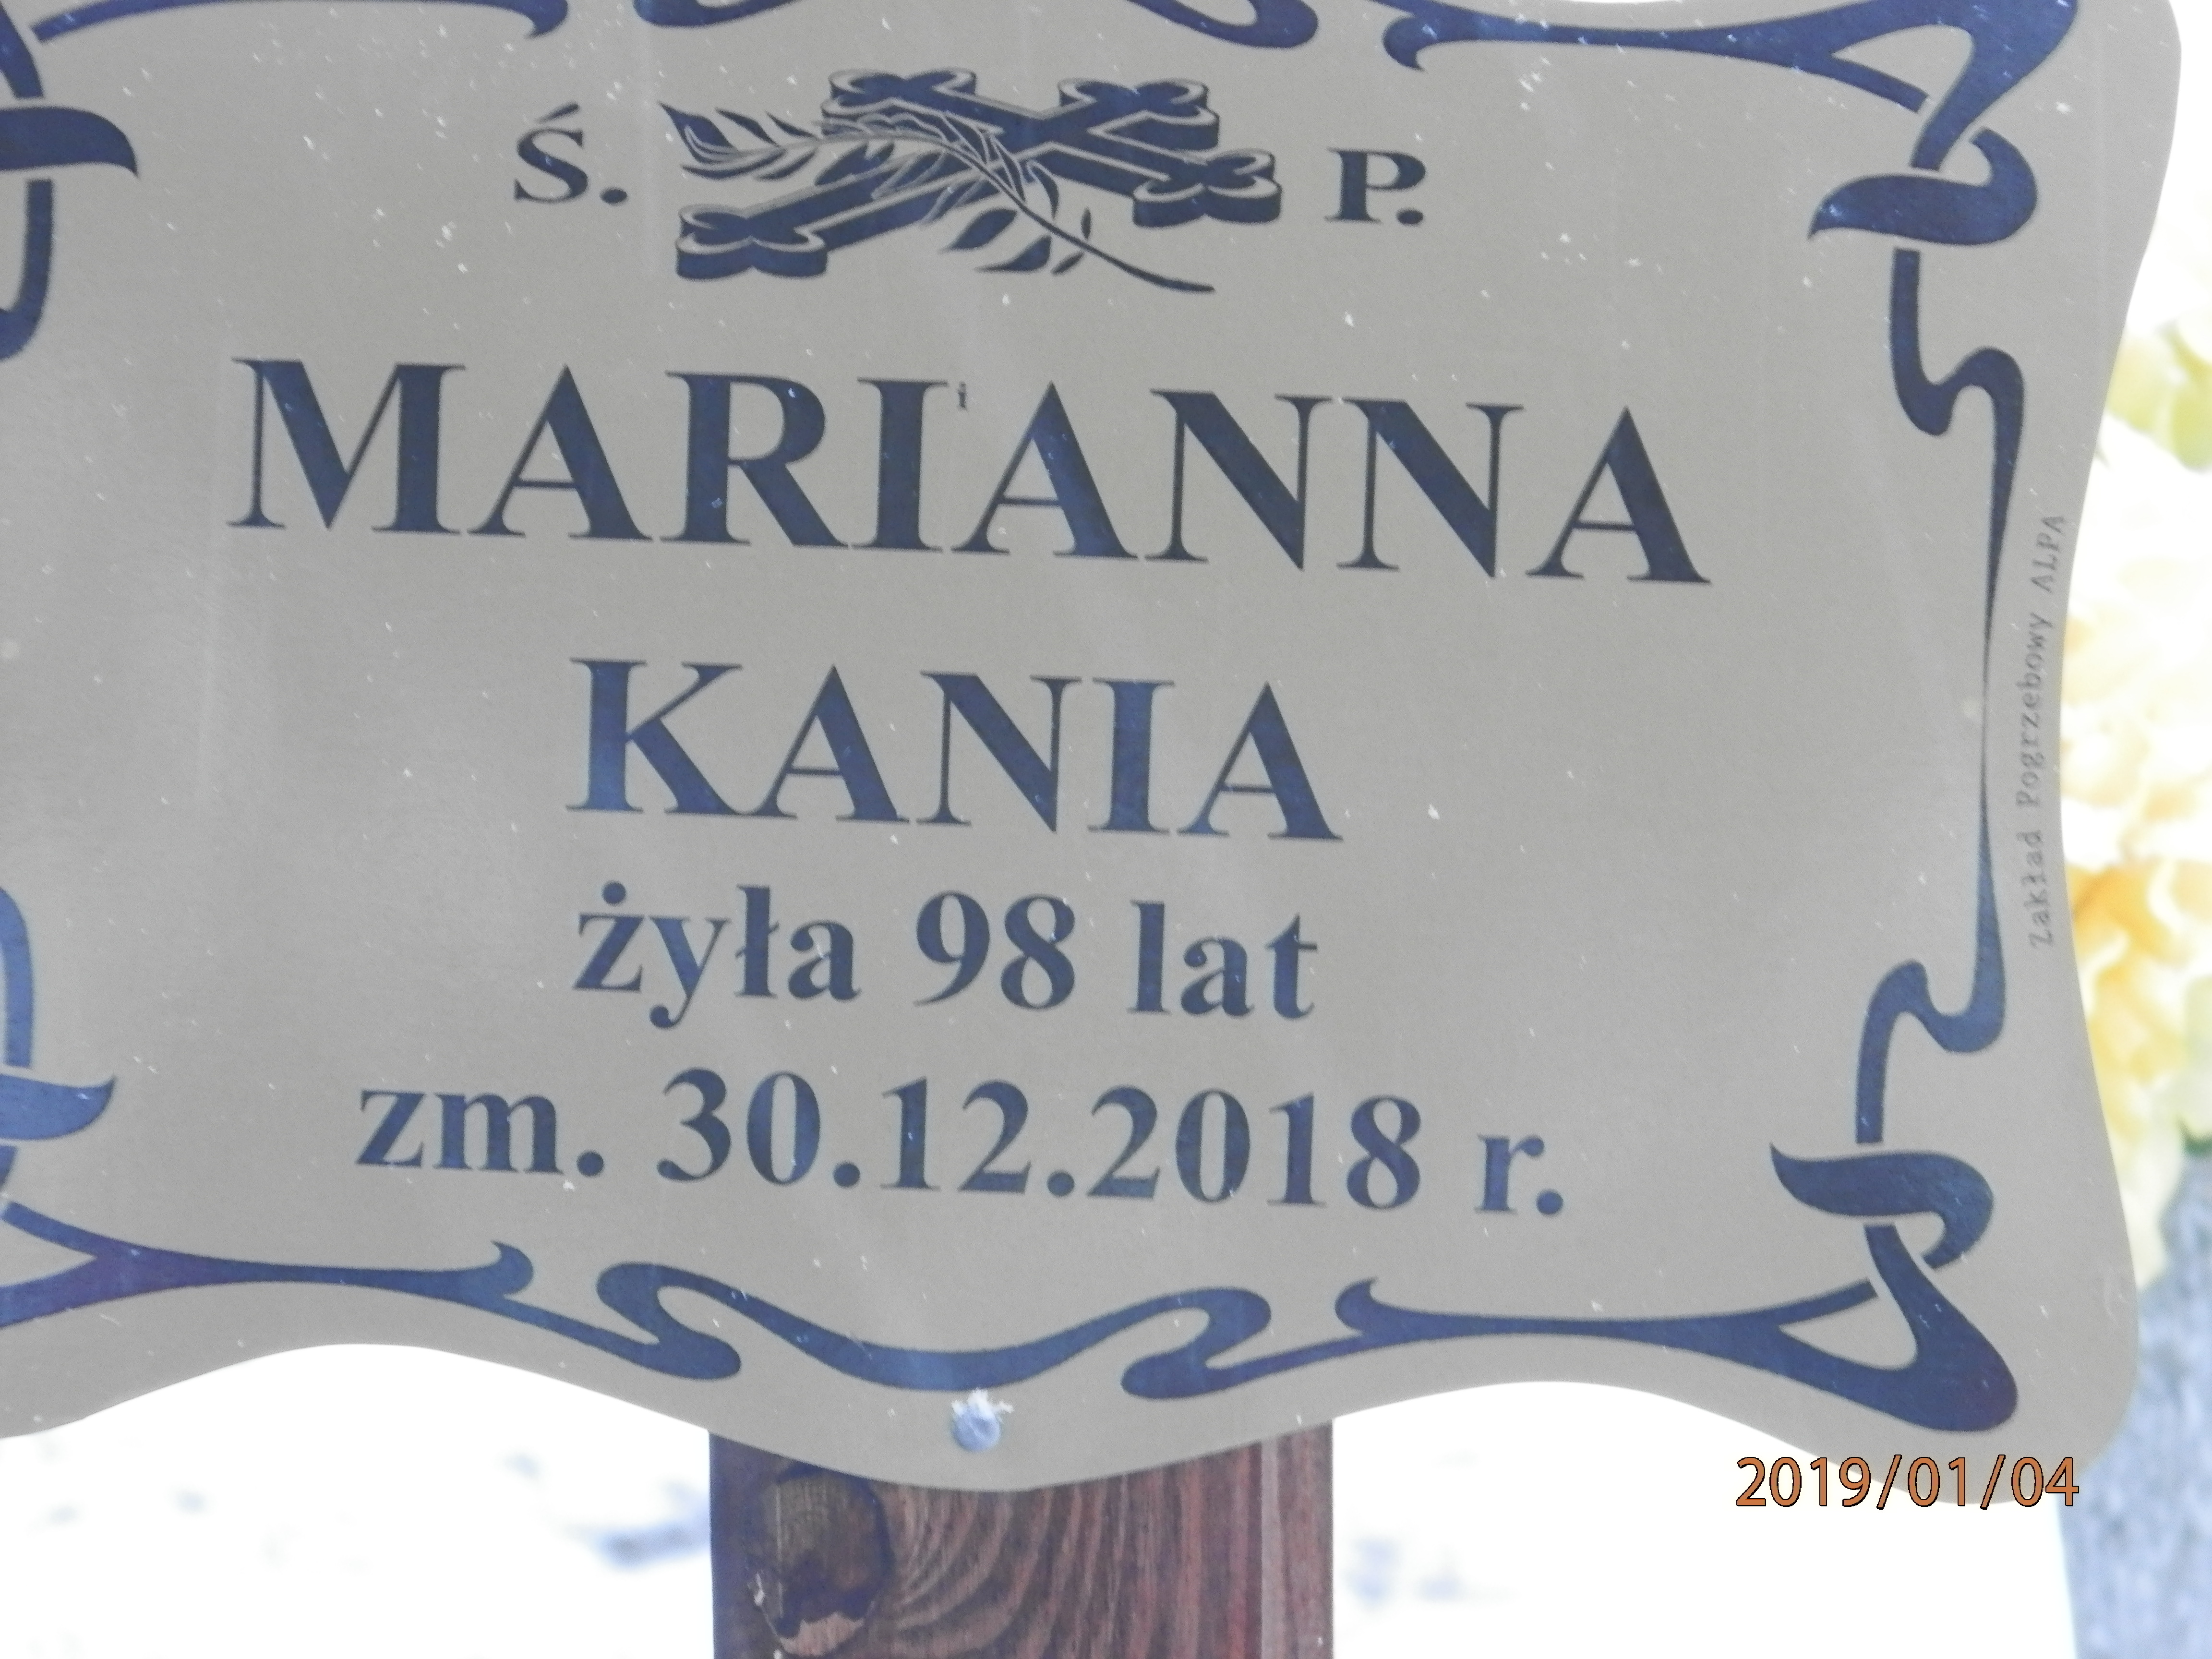 Ś. P.
MARIANNA
i
KANIA
żyła 98 lat
zm. 30.12.2018 r.
Zakład Pogrzebowy ALPA
2019/01/04